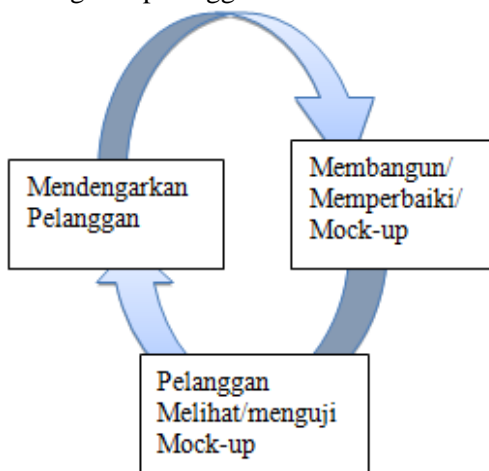 Mendengarkan
Pelanggan
Membangun/
Memperbaiki/
Mock-up
Pelanggan
Melihat/menguji
Mock-up